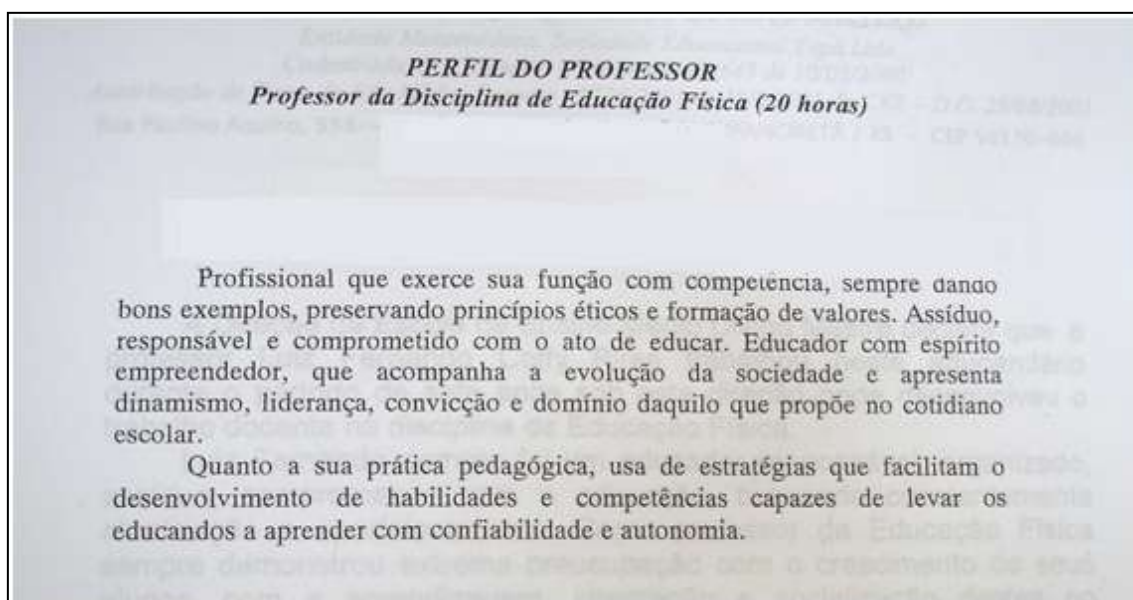 PERFIL DO PROFESSOR
Professor da Disciplina de Educação Física (20 horas)
Profissional que exerce sua função com competência, sempre dando
bons exemplos, preservando princípios éticos e formação de valores. Assíduo,
responsável e comprometido com o ato de educar. Educador com espírito
empreendedor, que acompanha a evolução da sociedade e apresenta
dinamismo, liderança, convicção e domínio daquilo que propõe no cotidiano
escolar.
Quanto a sua prática pedagógica, usa de estratégias que facilitam o
desenvolvimento de habilidades e competências capazes de levar os
educandos a aprender com confiabilidade e autonomia.